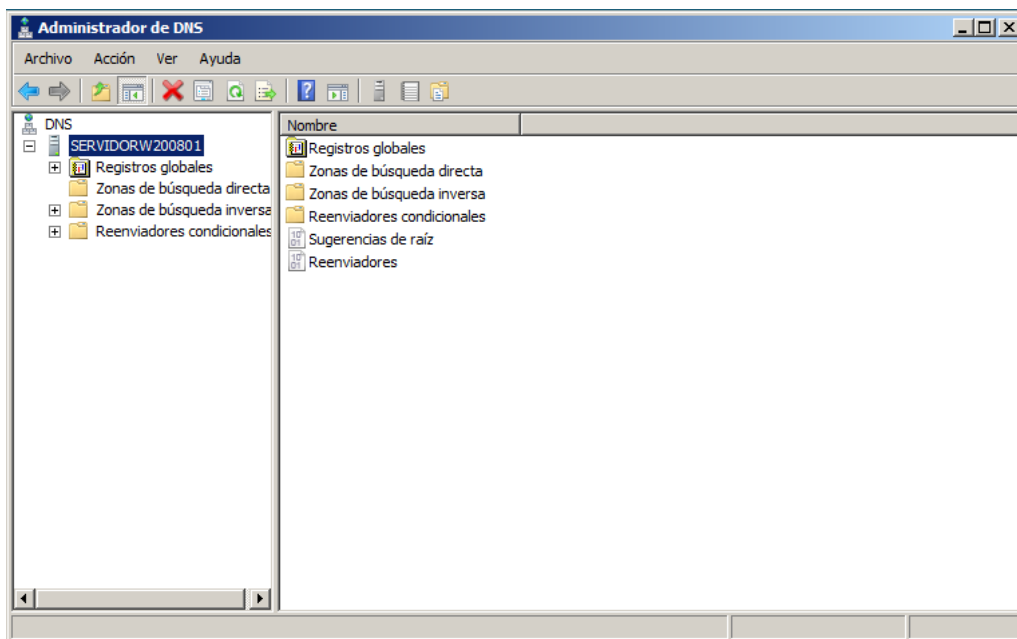 Administrador de DNS
Archivo Acción Ver Ayuda
DNS
SERVIDORW200801
Registros globales
Zonas de búsqueda directa
Zonas de búsqueda inversa
Reenviadores condicionales
Nombre
Registros globales
Zonas de búsqueda directa
Zonas de búsqueda inversa
Reenviadores condicionales
Sugerencias de raíz
Reenviadores